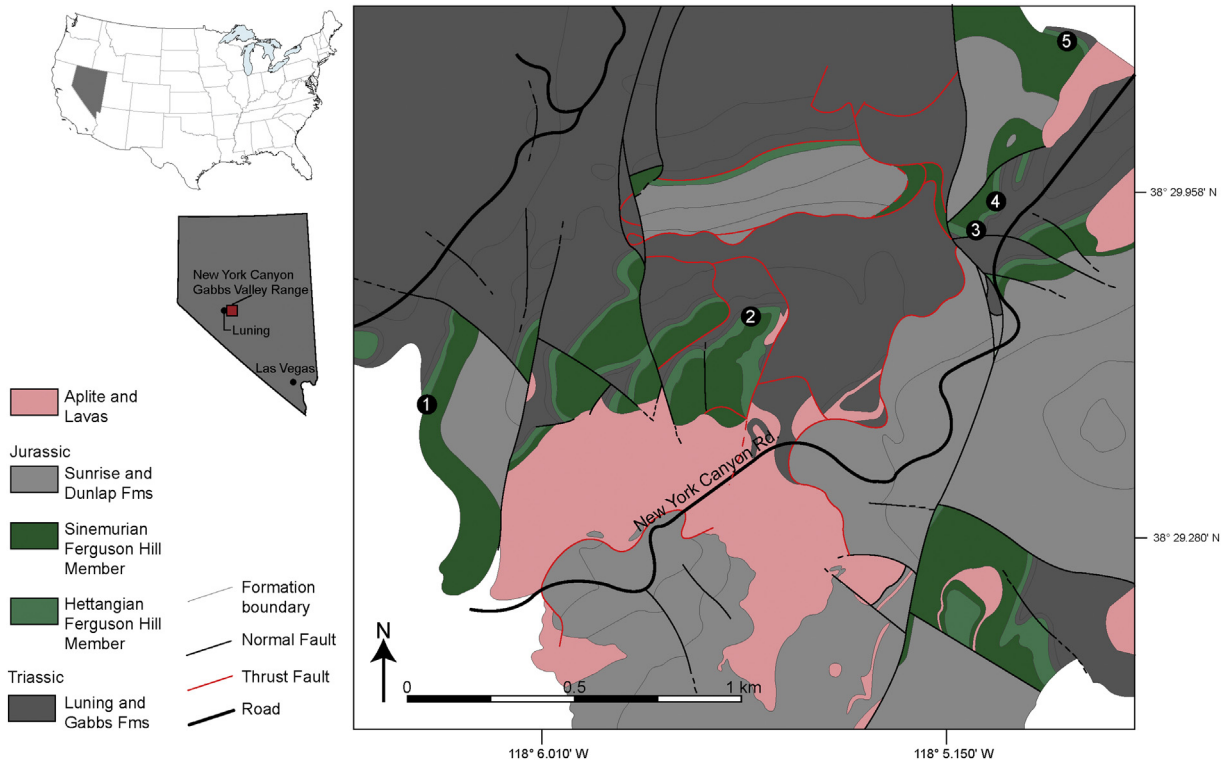 New York Canyon
Gabbs Valley Range
Luning
Las Vegas
Aplite and
Lavas
Jurassic
Sunrise and
Dunlap Fms
Sinemurian
Ferguson Hill
Member
Hettangian
Ferguson Hill
Member
Triassic
Luning and
Gabbs Fms
Formation
boundary
Normal Fault
Thrust Fault
Road
1
2
3
4
5
New York Canyon Rd.
N
0 0.5 1 km
38° 29.958' N
38° 29.280' N
118° 6.010' W
118° 5.150' W